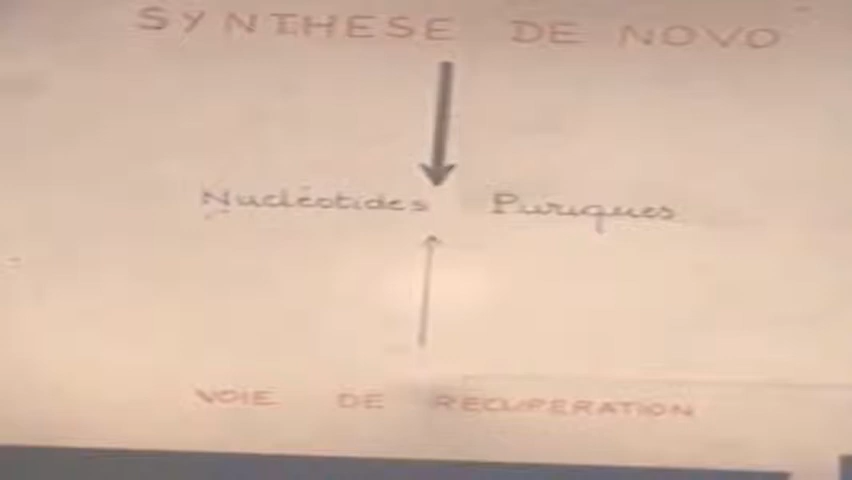 SYNTHESE DE NOVO
Nucléotides Puriques
VOIE DE RECUPERATION